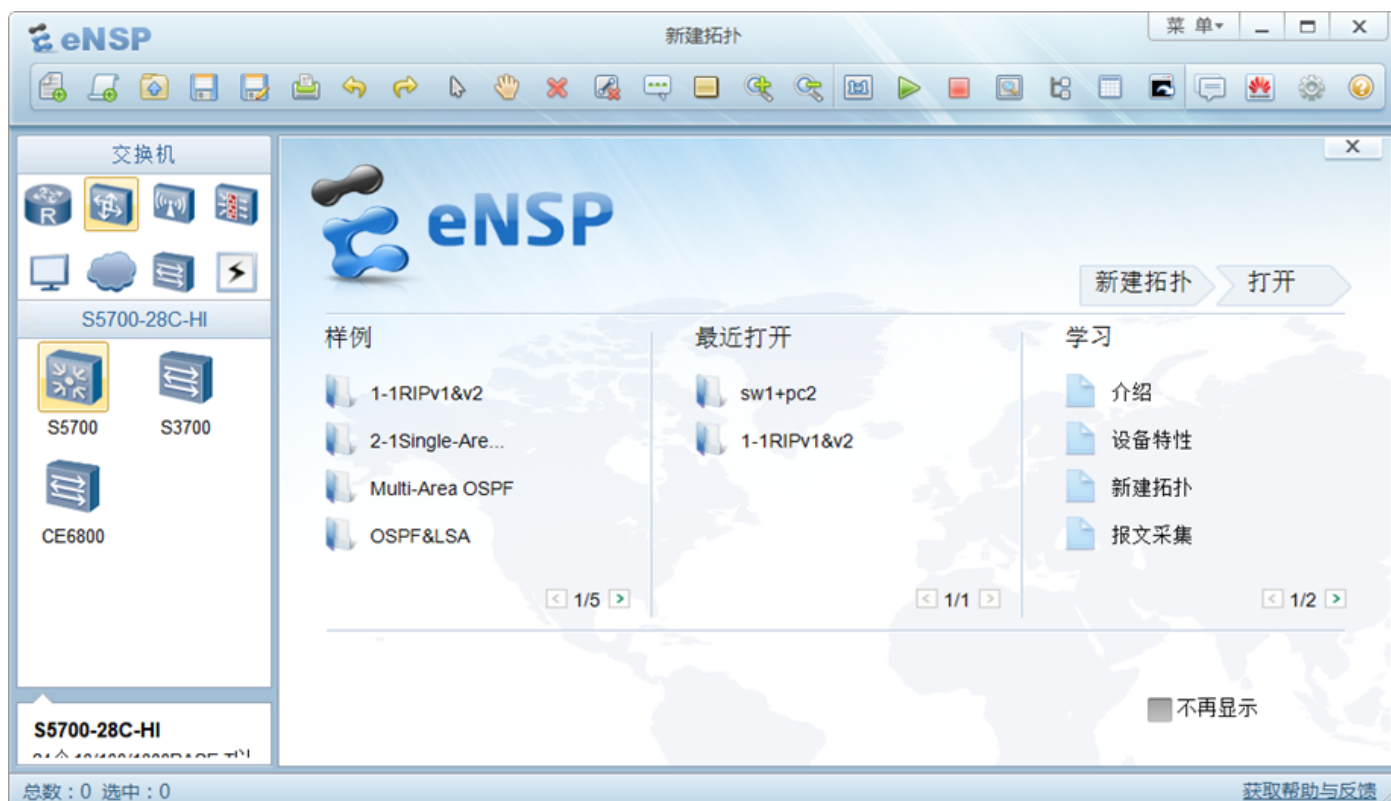 eNSP
新建拓扑
菜 单
1:1
交换机
R
S5700-28C-HI
S5700
S3700
CE6800
S5700-28C-HI
eNSP
新建拓扑
打开
样例
1-1RIPv1&v2
2-1Single-Are...
Multi-Area OSPF
OSPF&LSA
1/5
最近打开
sw1+pc2
1-1RIPv1&v2
1/1
学习
介绍
设备特性
新建拓扑
报文采集
1/2
不再显示
总数：0 选中：0
获取帮助与反馈